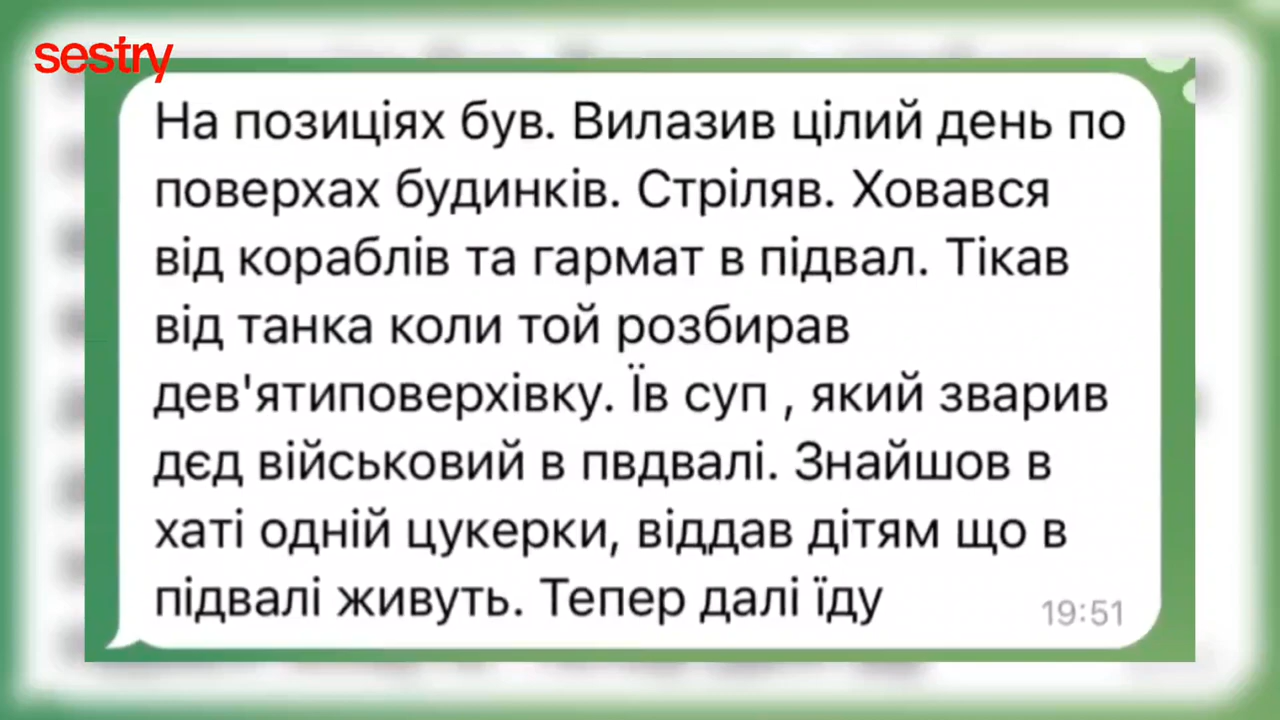 sestry
На позиціях був. Вилазив цілий день по
поверхах будинків. Стріляв. Ховався
від кораблів та гармат в підвал. Тікав
від танка коли той розбирав
дев'ятиповерхівку. Їв суп , який зварив
дєд військовий в пвдвалі. Знайшов в
хаті одній цукерки, віддав дітям що в
підвалі живуть. Тепер далі їду
19:51